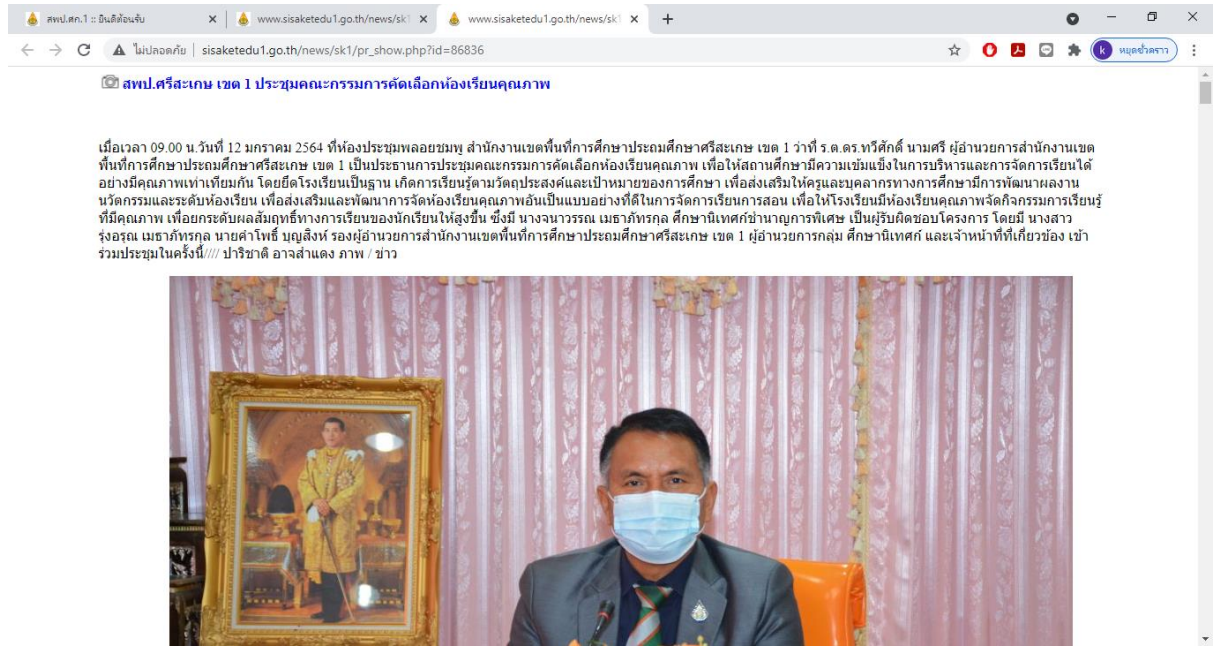 สพป.ศก.1 :: ยินดีต้อนรับ
www.sisaketedu1.go.th/news/sk1
www.sisaketedu1.go.th/news/sk1
ไม่ปลอดภัย
sisaketedu1.go.th/news/sk1/pr_show.php?id=86836
k หยุดชั่วคราว
สพป.ศรีสะเกษ เขต 1 ประชุมคณะกรรมการคัดเลือกห้องเรียนคุณภาพ
เมื่อเวลา 09.00 น.วันที่ 12 มกราคม 2564 ที่ห้องประชุมพลอยชมพู สำนักงานเขตพื้นที่การศึกษาประถมศึกษาศรีสะเกษ เขต 1 ว่าที่ ร.ต.ดร.ทวีศักดิ์ นามศรี ผู้อำนวยการสำนักงานเขต
พื้นที่การศึกษาประถมศึกษาศรีสะเกษ เขต 1 เป็นประธานการประชุมคณะกรรมการคัดเลือกห้องเรียนคุณภาพ เพื่อให้สถานศึกษามีความเข้มแข็งในการบริหารและการจัดการเรียนได้
อย่างมีคุณภาพเท่าเทียมกัน โดยยึดโรงเรียนเป็นฐาน เกิดการเรียนรู้ตามวัตถุประสงค์และเป้าหมายของการศึกษา เพื่อส่งเสริมให้ครูและบุคลากรทางการศึกษามีการพัฒนาผลงาน
นวัตกรรมและระดับห้องเรียน เพื่อส่งเสริมและพัฒนาการจัดห้องเรียนคุณภาพอันเป็นแบบอย่างที่ดีในการจัดการเรียนการสอน เพื่อให้โรงเรียนมีห้องเรียนคุณภาพจัดกิจกรรมการเรียนรู้
ที่มีคุณภาพ เพื่อยกระดับผลสัมฤทธิ์ทางการเรียนของนักเรียนให้สูงขึ้น ซึ่งมี นางจนาวรรณ เมธาภัทรกุล ศึกษานิเทศก์ชำนาญการพิเศษ เป็นผู้รับผิดชอบโครงการ โดยมี นางสาว
รุ่งอรุณ เมธาภัทรกุล นายคำโพธิ์ บุญสิงห์ รองผู้อำนวยการสำนักงานเขตพื้นที่การศึกษาประถมศึกษาศรีสะเกษ เขต 1 ผู้อำนวยการกลุ่ม ศึกษานิเทศก์ และเจ้าหน้าที่ที่เกี่ยวข้อง เข้า
ร่วมประชุมในครั้งนี้//// ปาริชาติ อาจสำแดง ภาพ / ข่าว